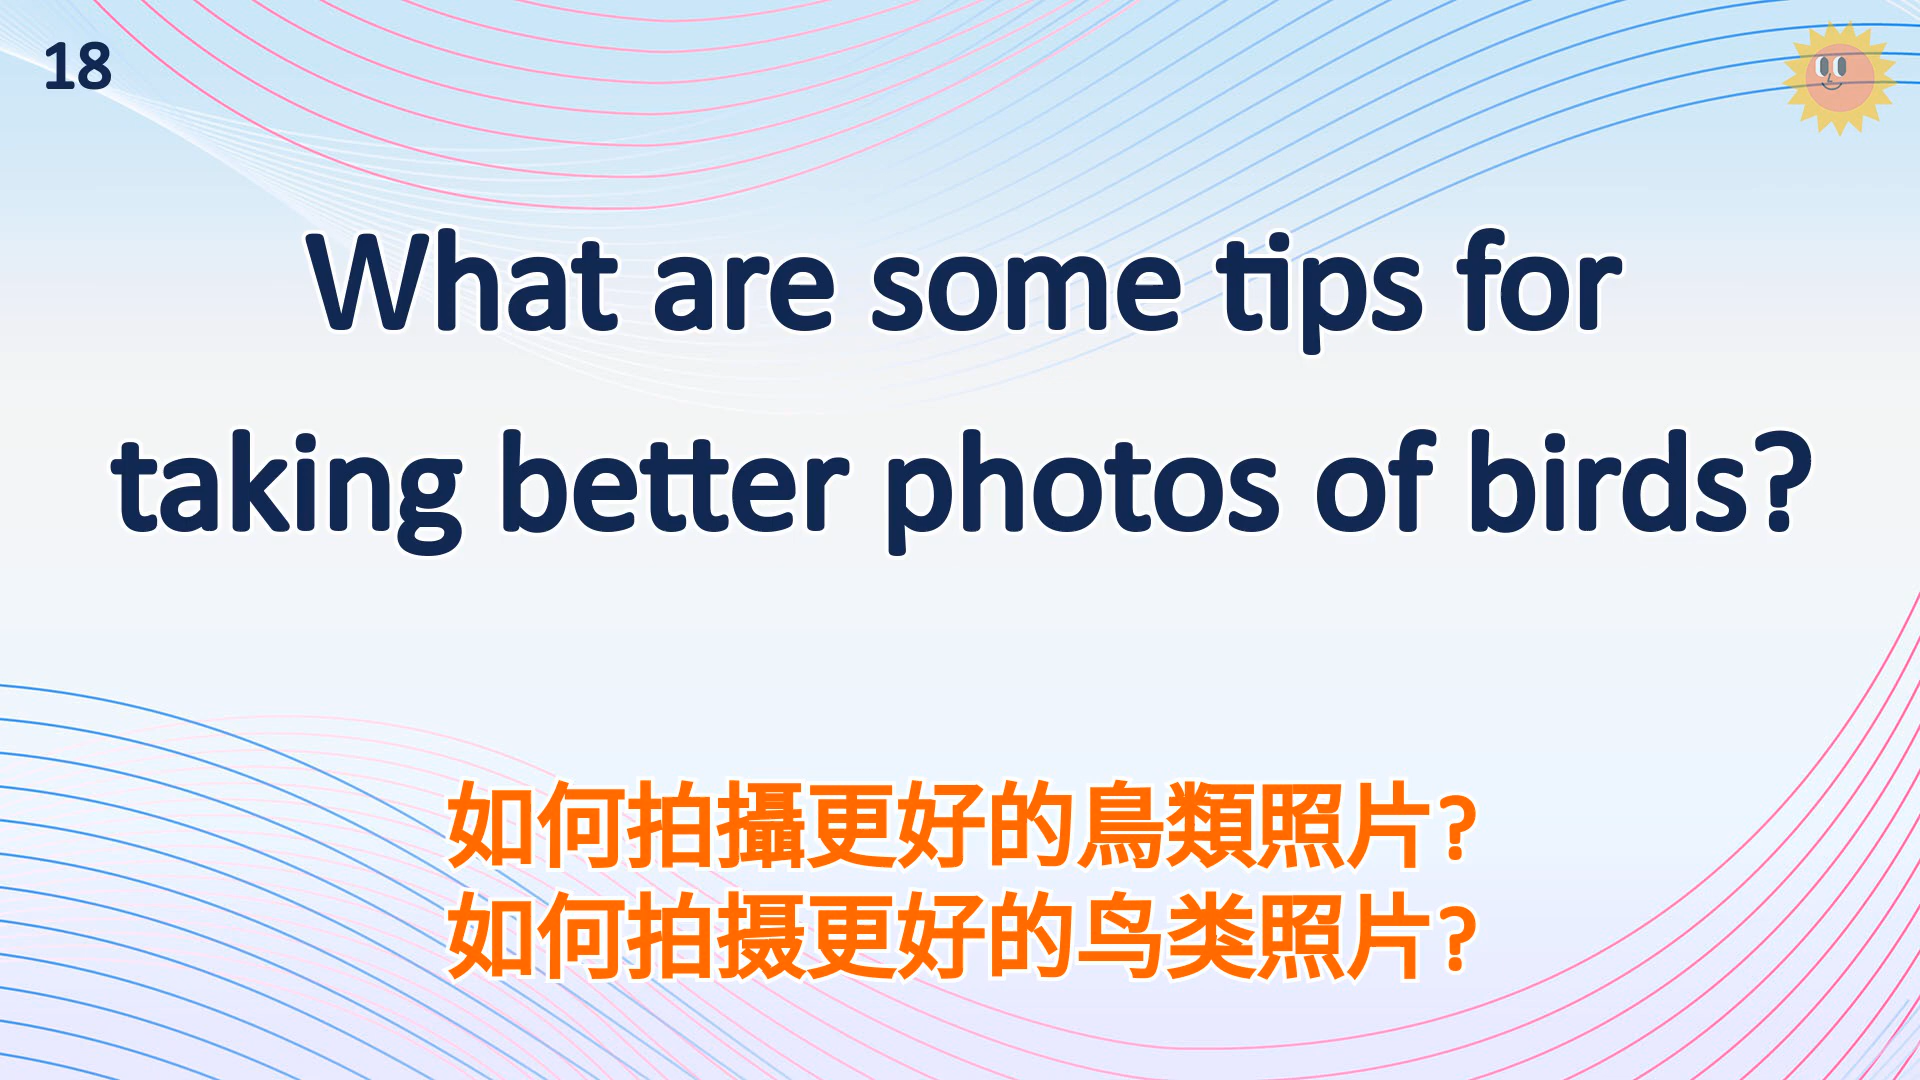 18
What are some tips for
taking better photos of birds?
如何拍攝更好的鳥類照片?
如何拍摄更好的鸟类照片?